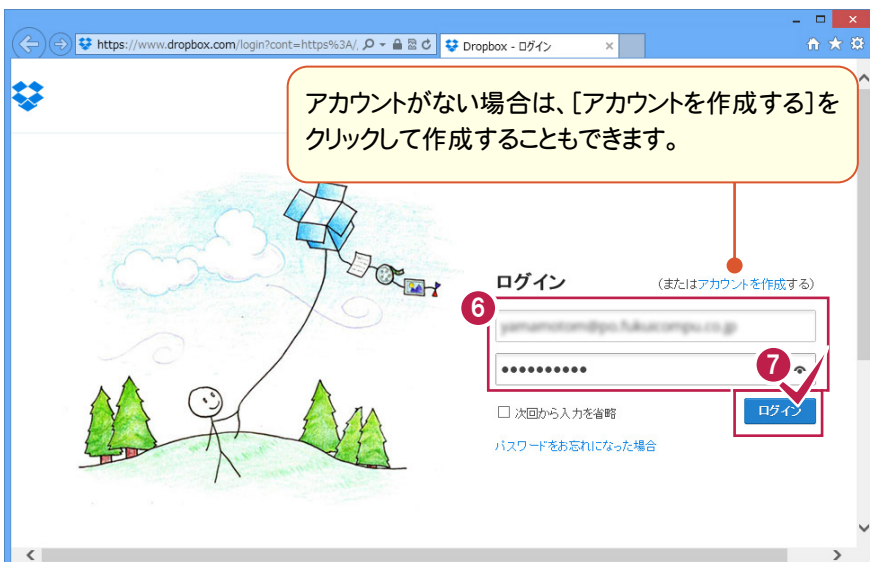 https://www.dropbox.com/login?cont=https%3A/,
Dropbox - ログイン
アカウントがない場合は、[アカウントを作成する]を
クリックして作成することもできます。
ログイン
(またはアカウントを作成する)
6
7
□ 次回から入力を省略
ログイン
パスワードをお忘れになった場合